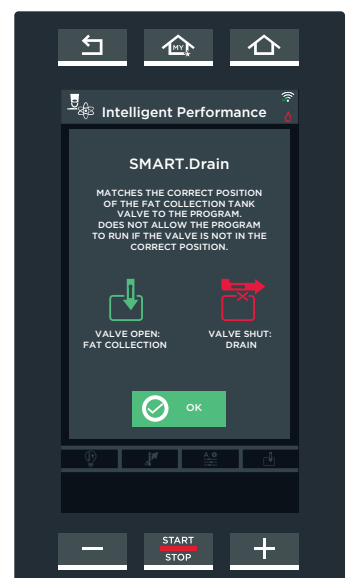 MY
Intelligent Performance
SMART.Drain
MATCHES THE CORRECT POSITION
OF THE FAT COLLECTION TANK
VALVE TO THE PROGRAM.
DOES NOT ALLOW THE PROGRAM
TO RUN IF THE VALVE IS NOT IN THE
CORRECT POSITION.
VALVE OPEN:
FAT COLLECTION
VALVE SHUT:
DRAIN
OK
START
STOP